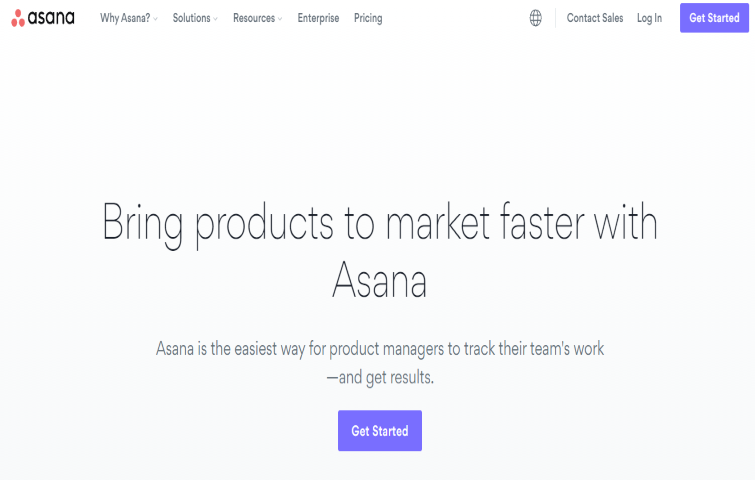 asana
Why Asana? Solutions Resources Enterprise Pricing Contact Sales Log In Get Started
Bring products to market faster with
Asana
Asana is the easiest way for product managers to track their team's work
—and get results.
Get Started